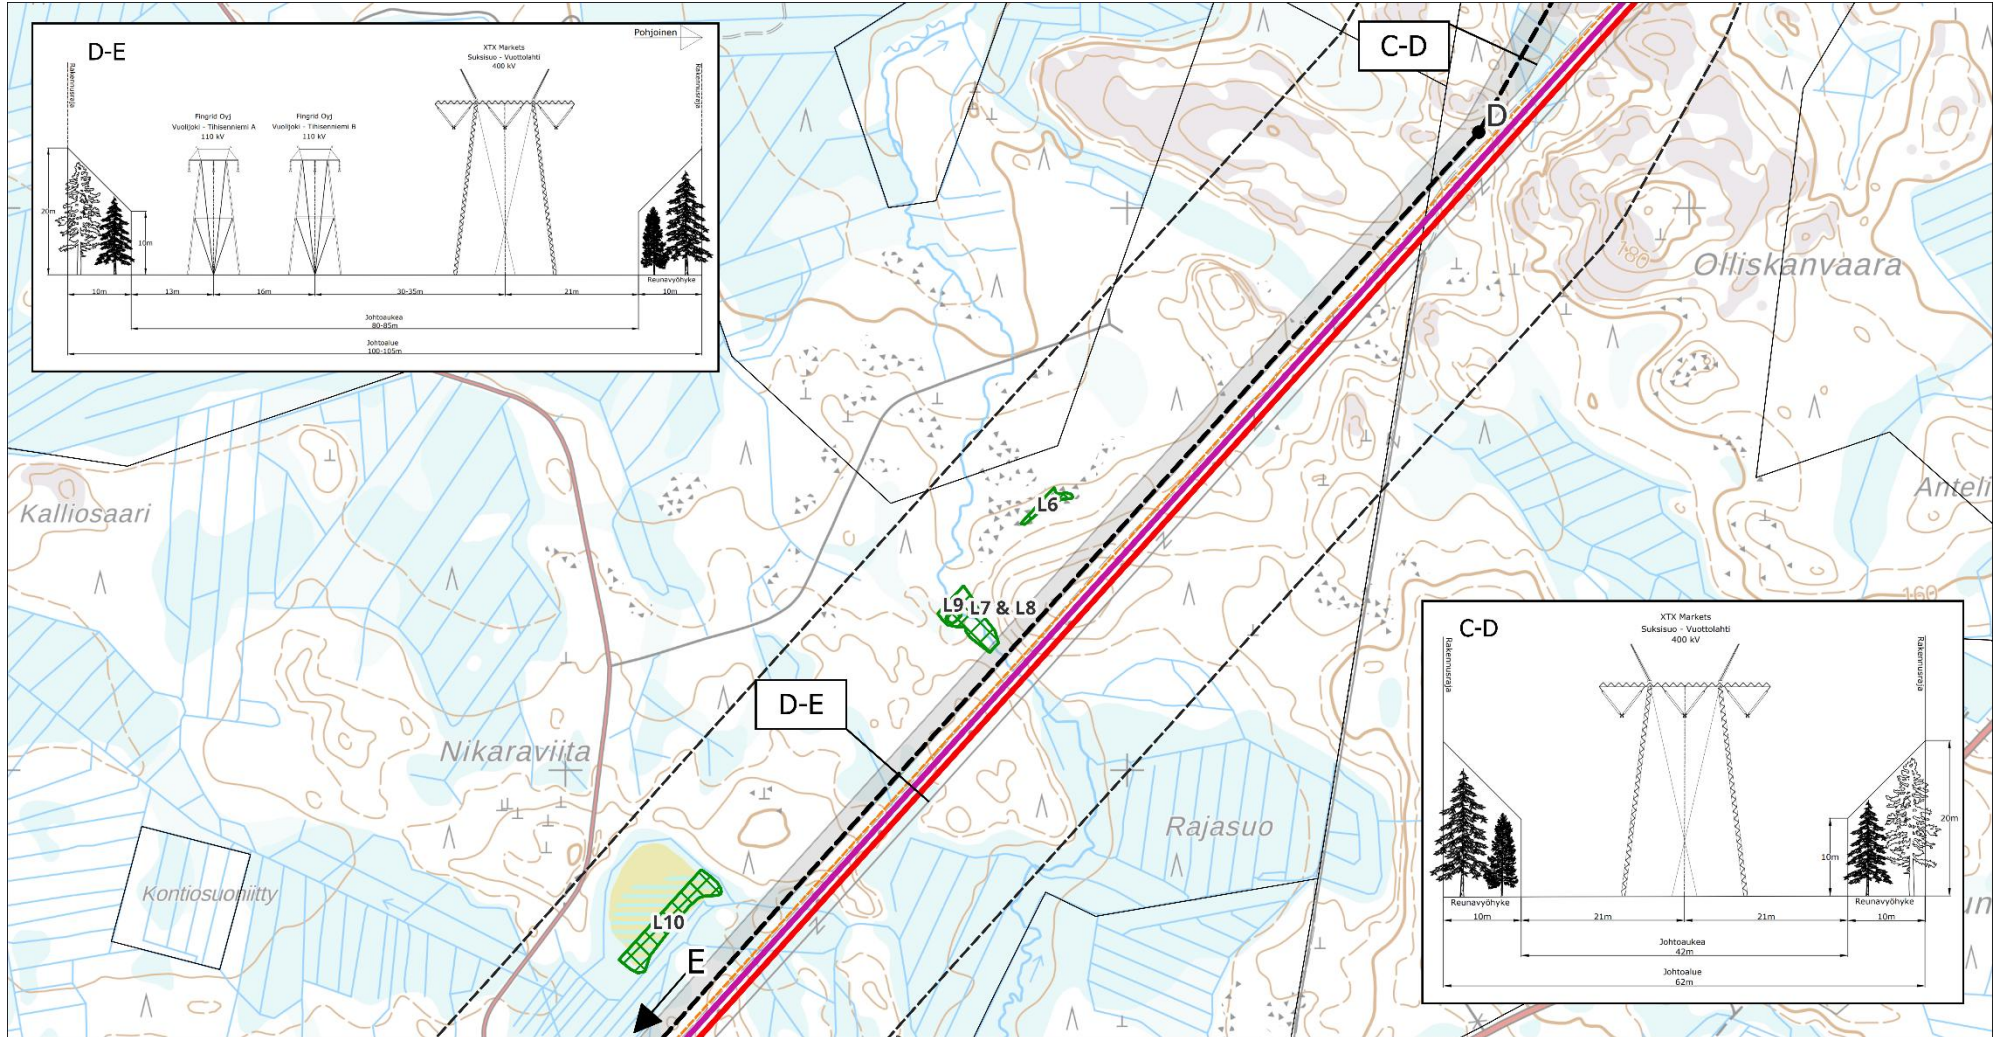 D-E
Pohjoinen
XTX Markets
Suksisuo - Vuottolahti
400 kV
Rakennusraja
Rakennusraja
Fingrid Oyj
Vuolijoki - Tihisenniemi A
110 kV
Fingrid Oyj
Vuolijoki - Tihisenniemi B
110 kV
20m
10m
Reunavyöhyke
10m
13m
16m
30-35m
21m
10m
Johtoaukea
80-85m
Johtoalue
100-105m
C-D
D
Olliskanvaara
180
Kalliosaari
Anteli
L6
160
L9
L7 & L8
D-E
Nikaraviita
Rajasuo
Kontiosuoniitty
L10
E
C-D
XTX Markets
Suksisuo - Vuottolahti
400 kV
Rakennusraja
Rakennusraja
20m
10m
Reunavyöhyke
Reunavyöhyke
10m
21m
21m
10m
Johtoaukea
42m
Johtoalue
62m